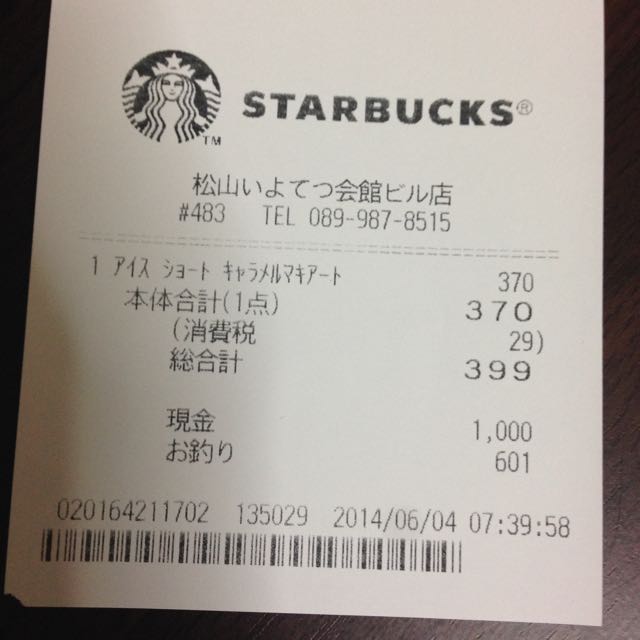 TM
STARBUCKS®
松山いよてつ会館ビル店
#483 TEL 089-987-8515
1 アイス ショート キャラメルマキアート 370
本体合計(1点) 370
(消費税 29)
総合計 399
現金 1,000
お釣り 601
020164211702 135029 2014/06/04 07:39:58